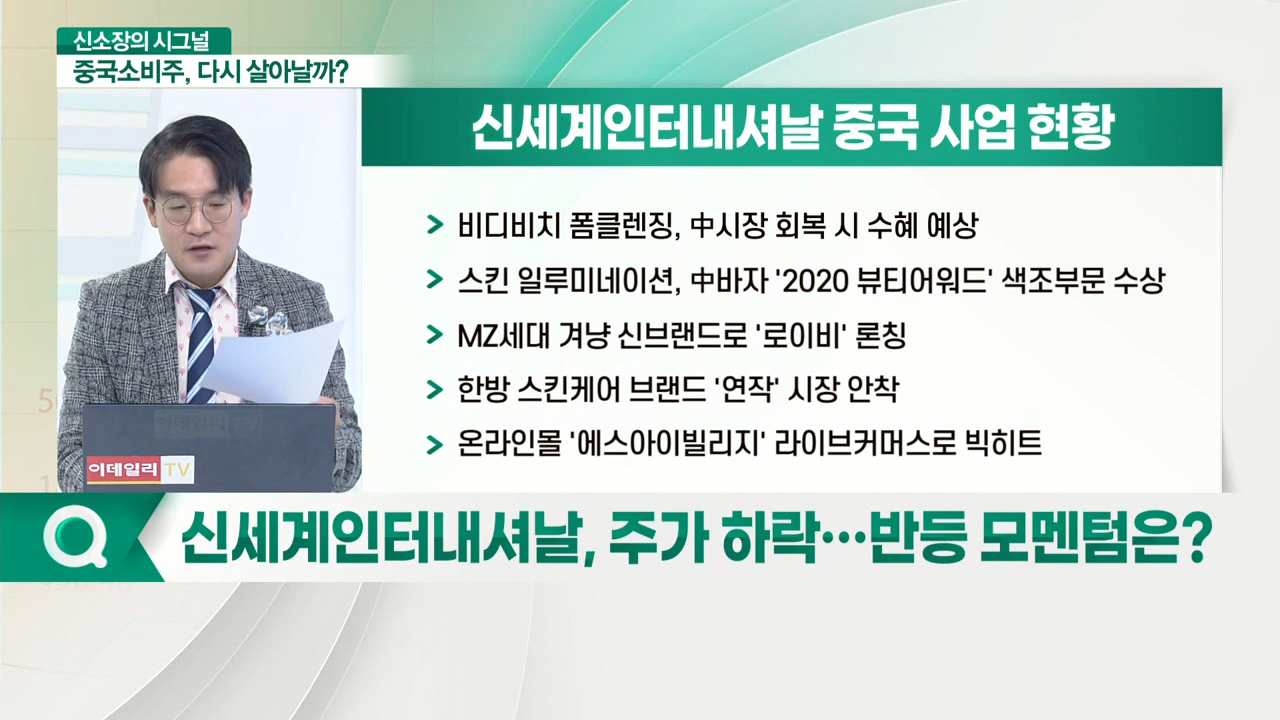 신소장의 시그널
중국소비주, 다시 살아날까?
신세계인터내셔날 중국 사업 현황
> 비디비치 폼클렌징, 中시장 회복 시 수혜 예상
> 스킨 일루미네이션, 中바자 '2020 뷰티어워드' 색조부문 수상
> MZ세대 겨냥 신브랜드로 '로이비' 론칭
> 한방 스킨케어 브랜드 '연작' 시장 안착
> 온라인몰 '에스아이빌리지' 라이브커머스로 빅히트
이데일리 TV
이데일리 TV
Q 신세계인터내셔날, 주가 하락…반등 모멘텀은?